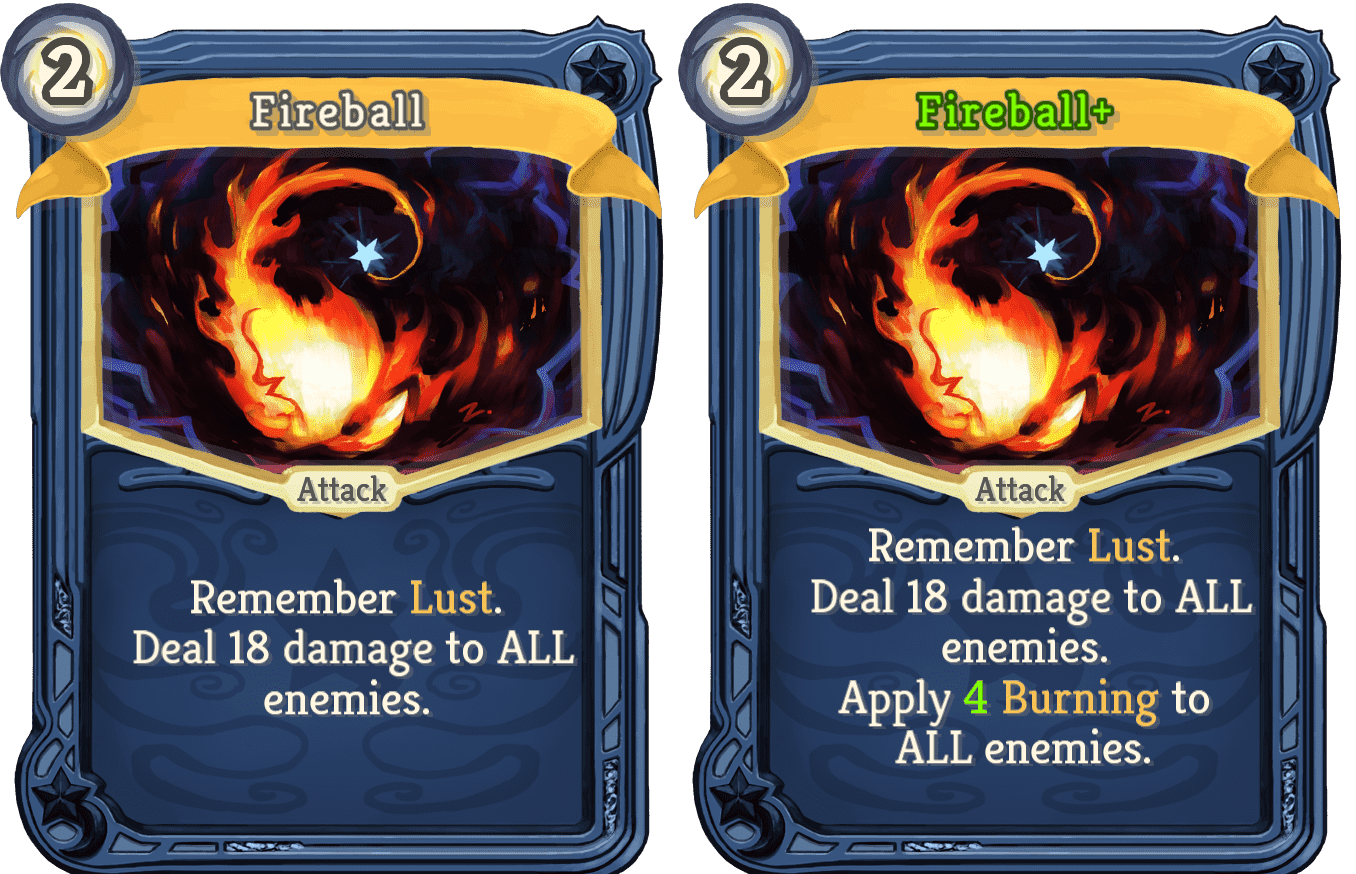 2
Fireball
Attack
Remember Lust.
Deal 18 damage to ALL
enemies.
2
Fireball+
Attack
Remember Lust.
Deal 18 damage to ALL
enemies.
Apply 4 Burning to
ALL enemies.